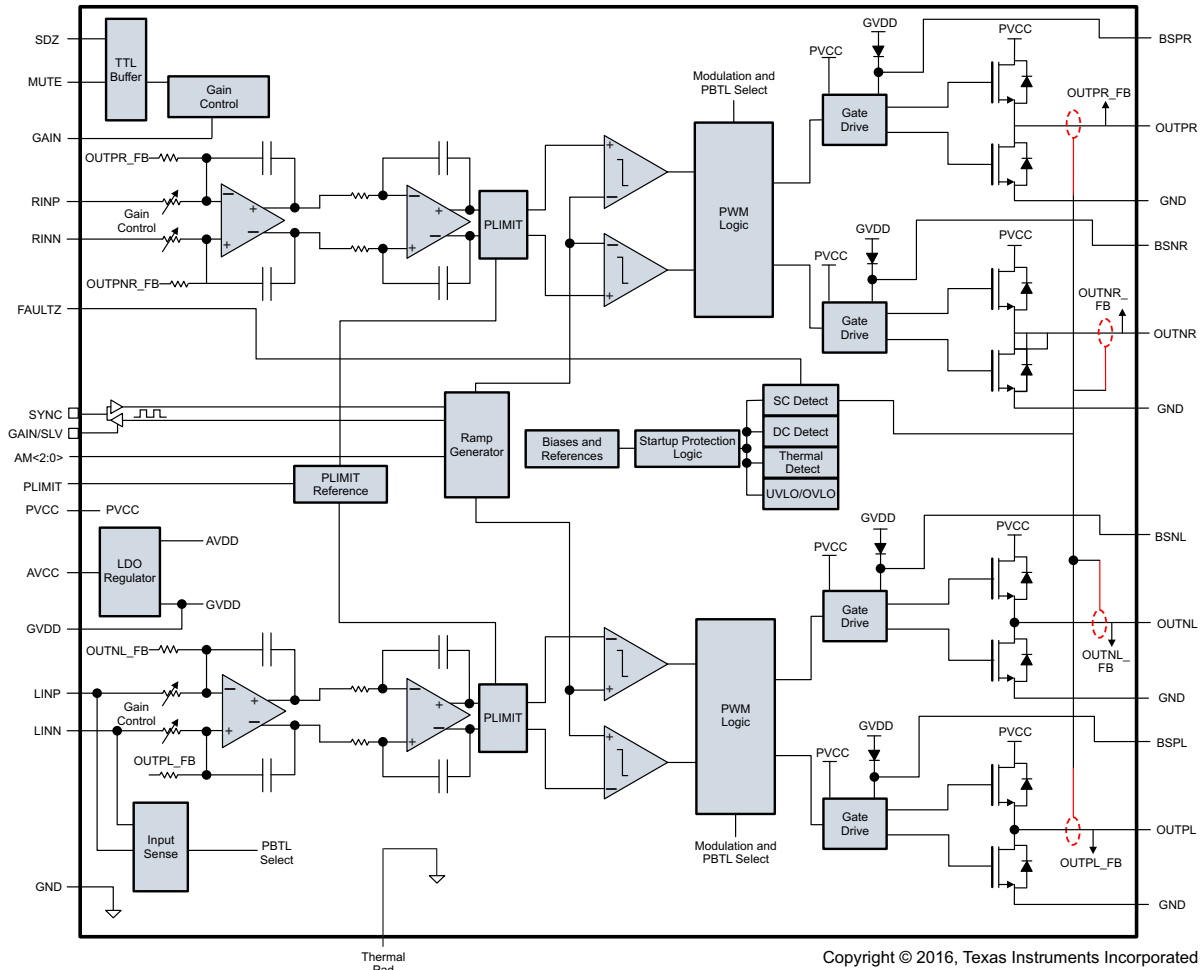 SDZ
MUTE
GAIN
TTL
Buffer
Gain
Control
OUTPR_FB
RINP
Gain
Control
RINN
OUTPNR_FB
FAULTZ
PLIMIT
Modulation and
PBTL Select
PWM
Logic
PVCC
GVDD
Gate
Drive
PVCC
OUTPR_FB
BSPR
OUTPR
GND
PVCC
GVDD
Gate
Drive
PVCC
OUTNR_
FB
BSNR
OUTNR
GND
SYNC
GAIN/SLV
AM<2:0>
PLIMIT
PVCC
PVCC
PLIMIT
Reference
Ramp
Generator
Biases and
References
Startup Protection
Logic
SC Detect
DC Detect
Thermal
Detect
UVLO/OVLO
AVCC
LDO
Regulator
AVDD
GVDD
GVDD
OUTNL_FB
LINP
Gain
Control
LINN
OUTPL_FB
PLIMIT
PWM
Logic
Modulation and
PBTL Select
PVCC
GVDD
Gate
Drive
PVCC
BSNL
OUTNL
OUTNL_
FB
GND
PVCC
GVDD
Gate
Drive
PVCC
BSPL
OUTPL
OUTPL_FB
GND
Input
Sense
PBTL
Select
GND
Thermal
Copyright © 2016, Texas Instruments Incorporated